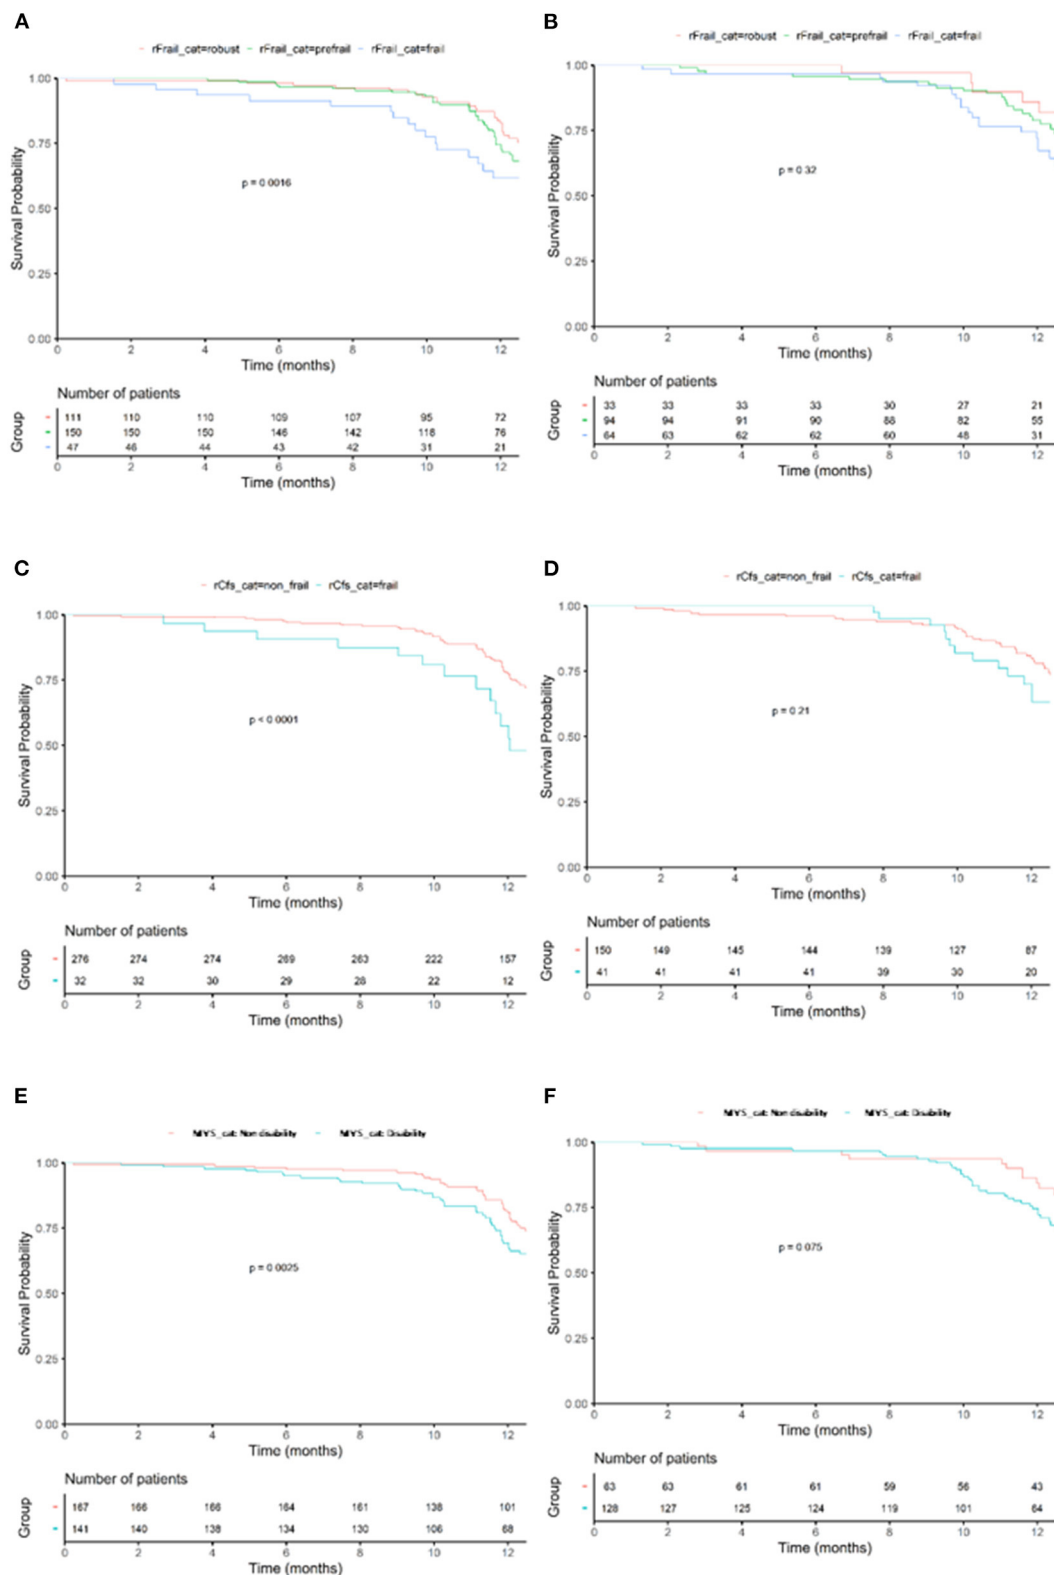 A
rFrail_cat=robust rFrail_cat=prefrail rFrail_cat=frail
1.00
0.75
0.50
0.25
0.00
Survival Probability
p = 0.0016
0 2 4 6 8 10 12
Time (months)
Number of patients
Group
111 110 110 109 107 95 72
150 150 150 146 142 118 76
47 46 44 43 42 31 21
0 2 4 6 8 10 12
Time (months)
B
rFrail_cat=robust rFrail_cat=prefrail rFrail_cat=frail
1.00
0.75
0.50
0.25
0.00
Survival Probability
p = 0.32
0 2 4 6 8 10 12
Time (months)
Number of patients
Group
33 33 33 33 30 27 21
94 94 91 90 88 82 55
64 63 62 62 60 48 31
0 2 4 6 8 10 12
Time (months)
C
rCfs_cat=non_frail rCfs_cat=frail
1.00
0.75
0.50
0.25
0.00
Survival Probability
p < 0.0001
0 2 4 6 8 10 12
Time (months)
Number of patients
Group
276 274 274 269 263 222 157
32 32 30 29 28 22 12
0 2 4 6 8 10 12
Time (months)
D
rCfs_cat=non_frail rCfs_cat=frail
1.00
0.75
0.50
0.25
0.00
Survival Probability
p = 0.21
0 2 4 6 8 10 12
Time (months)
Number of patients
Group
150 149 145 144 139 127 87
41 41 41 41 39 30 20
0 2 4 6 8 10 12
Time (months)
E
Non disability Disability
1.00
0.75
0.50
0.25
0.00
Survival Probability
p = 0.0025
0 2 4 6 8 10 12
Time (months)
Number of patients
Group
167 166 166 164 161 138 101
141 140 138 134 130 106 68
0 2 4 6 8 10 12
Time (months)
F
Non disability Disability
1.00
0.75
0.50
0.25
0.00
Survival Probability
p = 0.075
0 2 4 6 8 10 12
Time (months)
Number of patients
Group
63 63 61 61 59 56 43
128 127 125 124 119 101 64
0 2 4 6 8 10 12
Time (months)